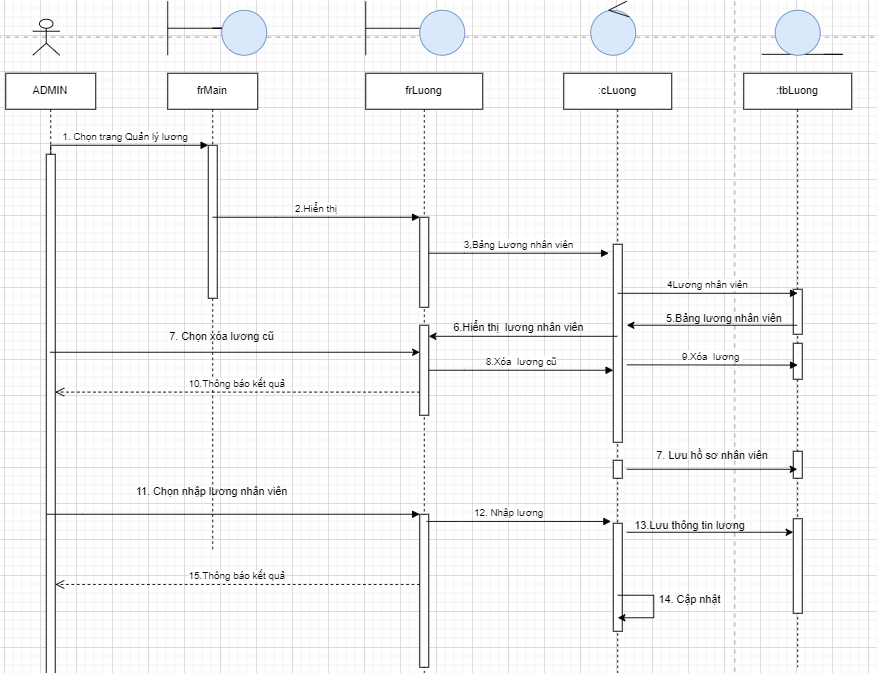 ADMIN
frMain
frLuong
:cLuong
:tbLuong
1. Chọn trang Quản lý lương
2.Hiển thị
3,Bảng Lương nhân viên
4Lương nhân viên
5.Bảng lương nhân viên
6.Hiển thị lương nhân viên
7. Chọn xóa lương cũ
8.Xóa lương cũ
9.Xóa lương
10.Thông báo kết quả
7. Lưu hồ sơ nhân viên
11. Chọn nhập lương nhân viên
12. Nhập lương
13.Lưu thông tin lương
15.Thông báo kết quả
14. Cập nhật